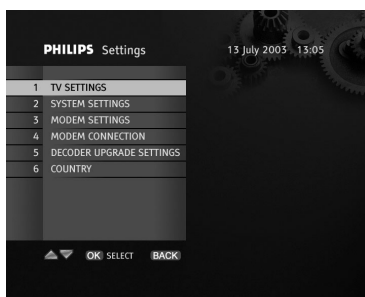 PHILIPS Settings 13 July 2003 13:05
1 TV SETTINGS
2 SYSTEM SETTINGS
3 MODEM SETTINGS
4 MODEM CONNECTION
5 DECODER UPGRADE SETTINGS
6 COUNTRY
OK SELECT BACK